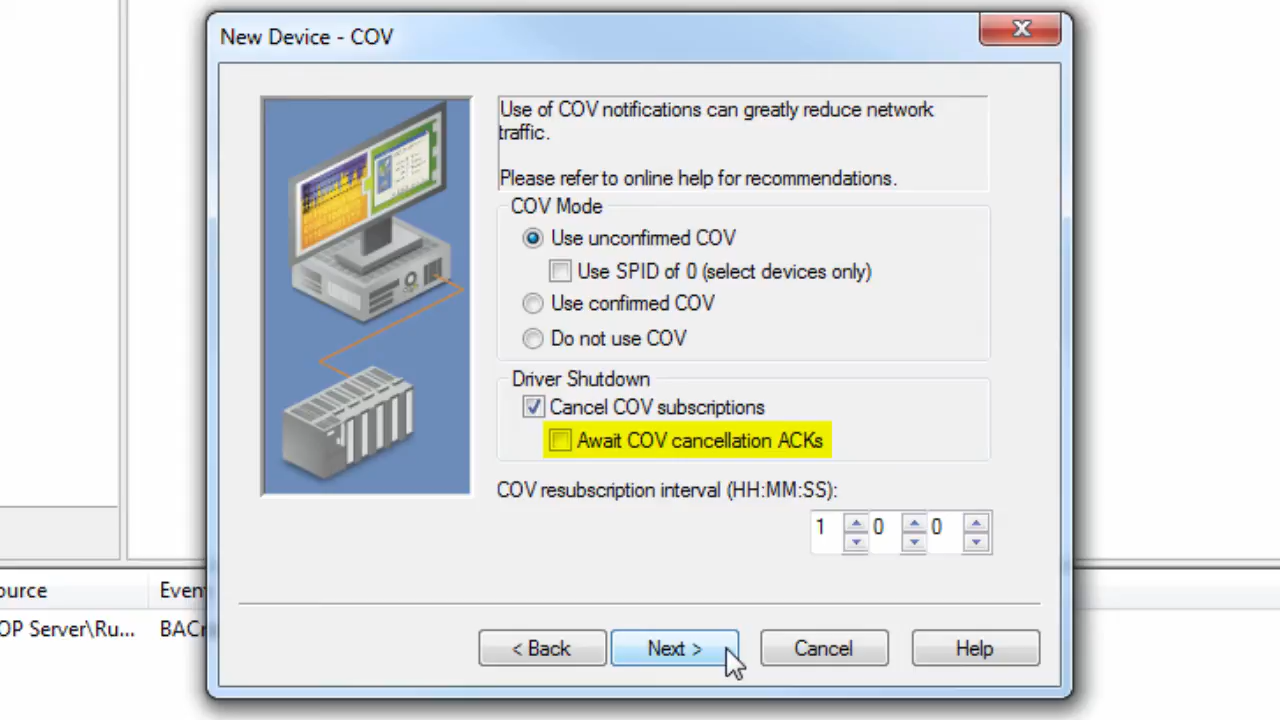 New Device - COV
Use of COV notifications can greatly reduce network
traffic.
Please refer to online help for recommendations.
COV Mode
Use unconfirmed COV
Use SPID of 0 (select devices only)
Use confirmed COV
Do not use COV
Driver Shutdown
Cancel COV subscriptions
Await COV cancellation ACKs
COV resubscription interval (HH:MM:SS):
1 0 0
ource Even
OP Server\Ru... BACn
< Back Next > Cancel Help